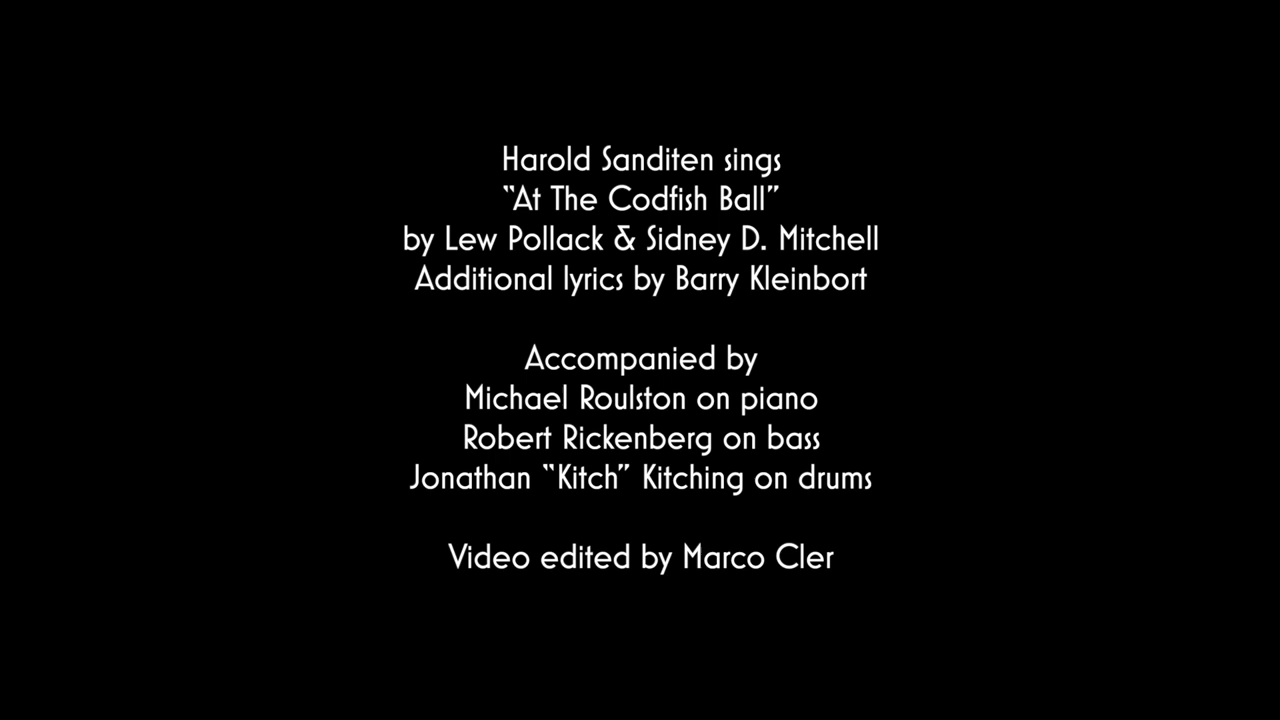 Harold Sanditen sings
“At The Codfish Ball”
by Lew Pollack & Sidney D. Mitchell
Additional lyrics by Barry Kleinbort
Accompanied by
Michael Roulston on piano
Robert Rickenberg on bass
Jonathan “Kitch” Kitching on drums
Video edited by Marco Cler